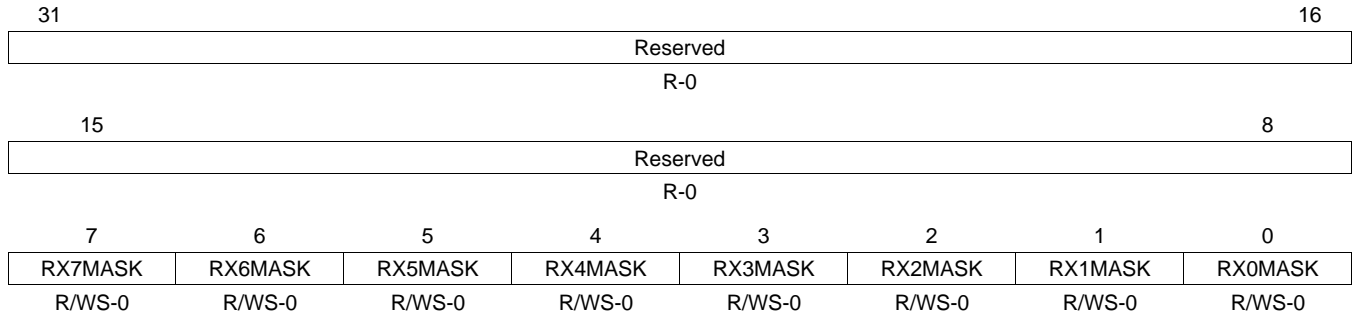 31 16
Reserved
R-0
15 8
Reserved
R-0
7 6 5 4 3 2 1 0
RX7MASK RX6MASK RX5MASK RX4MASK RX3MASK RX2MASK RX1MASK RX0MASK
R/WS-0 R/WS-0 R/WS-0 R/WS-0 R/WS-0 R/WS-0 R/WS-0 R/WS-0